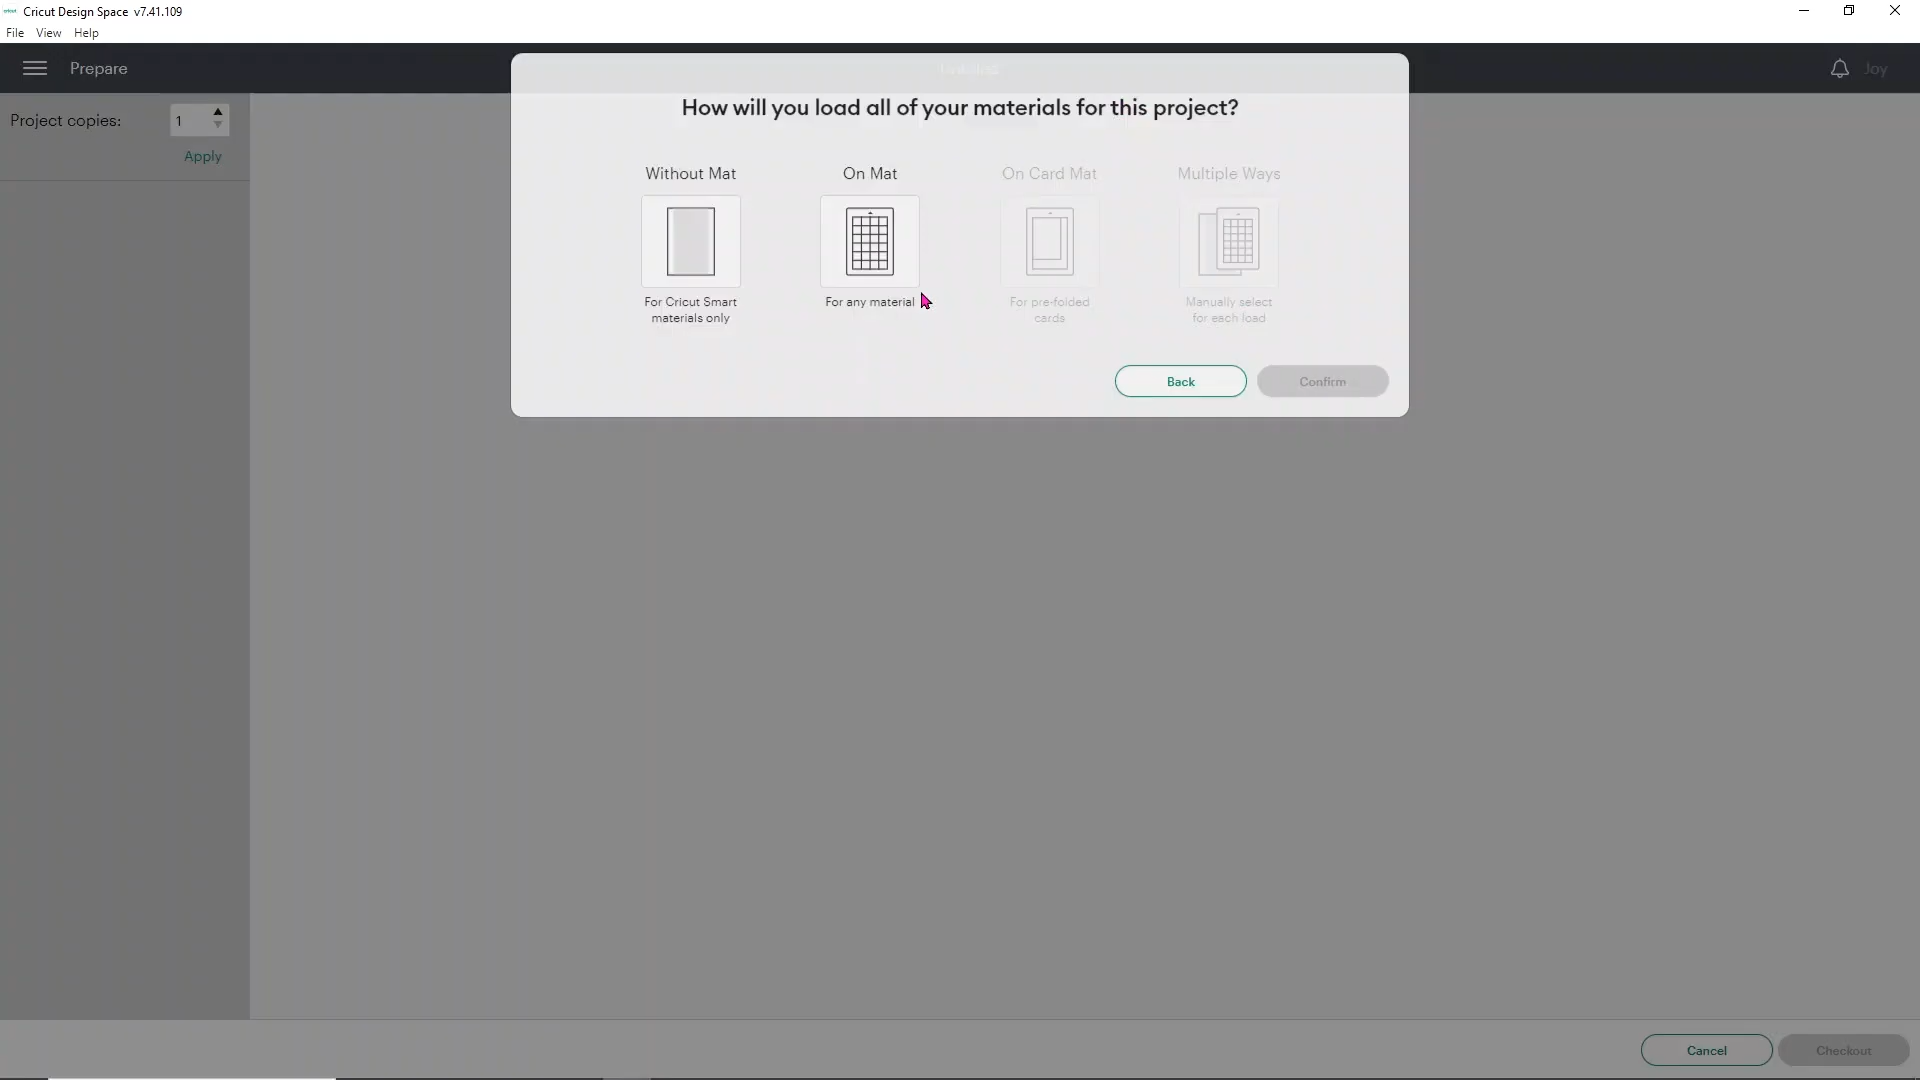 Cricut Design Space v7.41.109
File View Help
Prepare
Joy
Project copies: 1
Apply
How will you load all of your materials for this project?
Without Mat
For Cricut Smart
materials only
On Mat
For any material
On Card Mat
For pre-folded
cards
Multiple Ways
Manually select
for each load
Back Confirm
Cancel Checkout